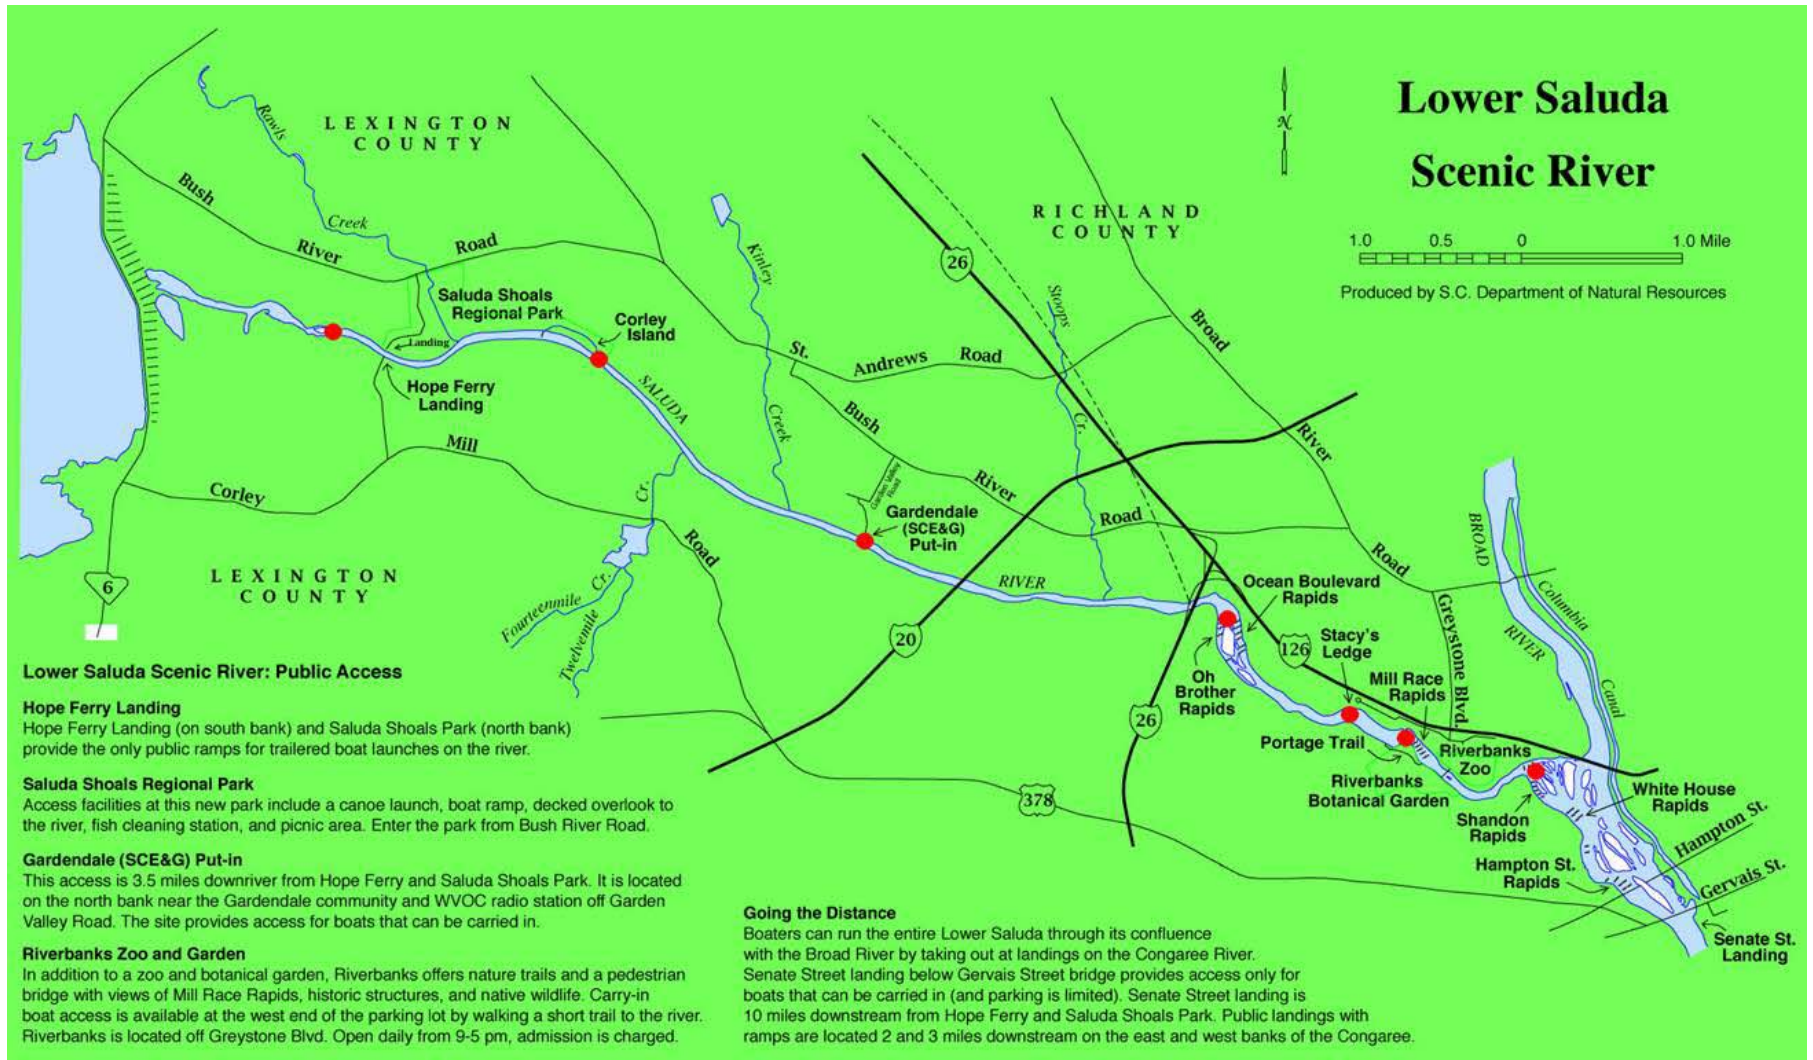 Lower Saluda
Scenic River
N
1.0 0.5 0 1.0 Mile
Produced by S.C. Department of Natural Resources
LEXINGTON
COUNTY
RICHLAND
COUNTY
Rawls
Creek
Bush
River
Road
Saluda Shoals
Regional Park
Corley
Island
Landing
Hope Ferry
Landing
SALUDA
Kinley
Creek
St.
Andrews
Road
26
Stoops
Cr.
Broad
River
Road
Bush
River
Road
Garden Valley
Road
Gardendale
(SCE&G)
Put-in
Mill
Corley
Road
Cr.
Fourteenmile
Cr.
Twelvemile
6
LEXINGTON
COUNTY
RIVER
20
26
126
378
Ocean Boulevard
Rapids
Stacy's
Ledge
Mill Race
Rapids
Oh
Brother
Rapids
Portage Trail
Greystone Blvd.
Riverbanks
Zoo
Riverbanks
Botanical Garden
BROAD
RIVER
Columbia
Canal
White House
Rapids
Shandon
Rapids
Hampton St.
Hampton St.
Rapids
Gervais St.
Senate St.
Landing
Lower Saluda Scenic River: Public Access
Hope Ferry Landing
Hope Ferry Landing (on south bank) and Saluda Shoals Park (north bank)
provide the only public ramps for trailered boat launches on the river.
Saluda Shoals Regional Park
Access facilities at this new park include a canoe launch, boat ramp, decked overlook to
the river, fish cleaning station, and picnic area. Enter the park from Bush River Road.
Gardendale (SCE&G) Put-in
This access is 3.5 miles downriver from Hope Ferry and Saluda Shoals Park. It is located
on the north bank near the Gardendale community and WVOC radio station off Garden
Valley Road. The site provides access for boats that can be carried in.
Riverbanks Zoo and Garden
In addition to a zoo and botanical garden, Riverbanks offers nature trails and a pedestrian
bridge with views of Mill Race Rapids, historic structures, and native wildlife. Carry-in
boat access is available at the west end of the parking lot by walking a short trail to the river.
Riverbanks is located off Greystone Blvd. Open daily from 9-5 pm, admission is charged.
Going the Distance
Boaters can run the entire Lower Saluda through its confluence
with the Broad River by taking out at landings on the Congaree River.
Senate Street landing below Gervais Street bridge provides access only for
boats that can be carried in (and parking is limited). Senate Street landing is
10 miles downstream from Hope Ferry and Saluda Shoals Park. Public landings with
ramps are located 2 and 3 miles downstream on the east and west banks of the Congaree.